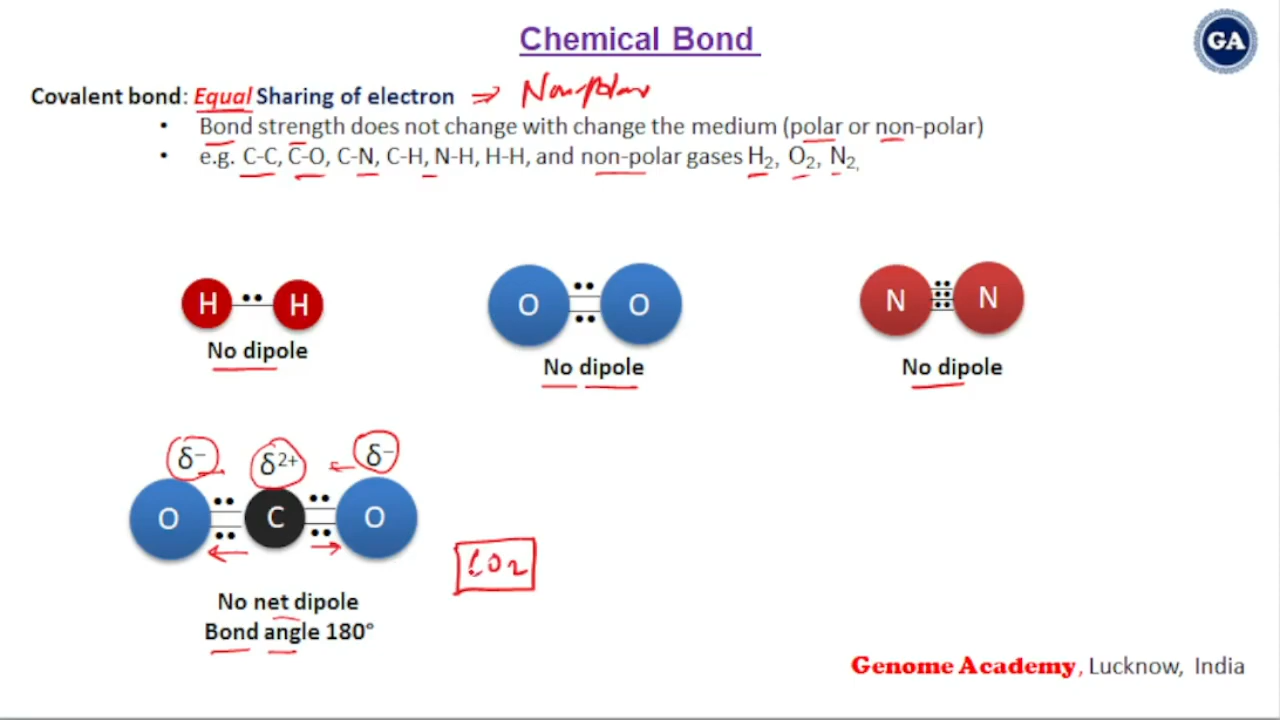 Chemical Bond
GA
Covalent bond: Equal Sharing of electron ⇒ Non-polar
• Bond strength does not change with change the medium (polar or non-polar)
• e.g. C-C, C-O, C-N, C-H, N-H, H-H, and non-polar gases H₂, O₂, N₂,
H H
No dipole
O O
No dipole
N N
No dipole
δ⁻ δ²⁺ δ⁻
O C O
CO₂
No net dipole
Bond angle 180°
Genome Academy, Lucknow, India